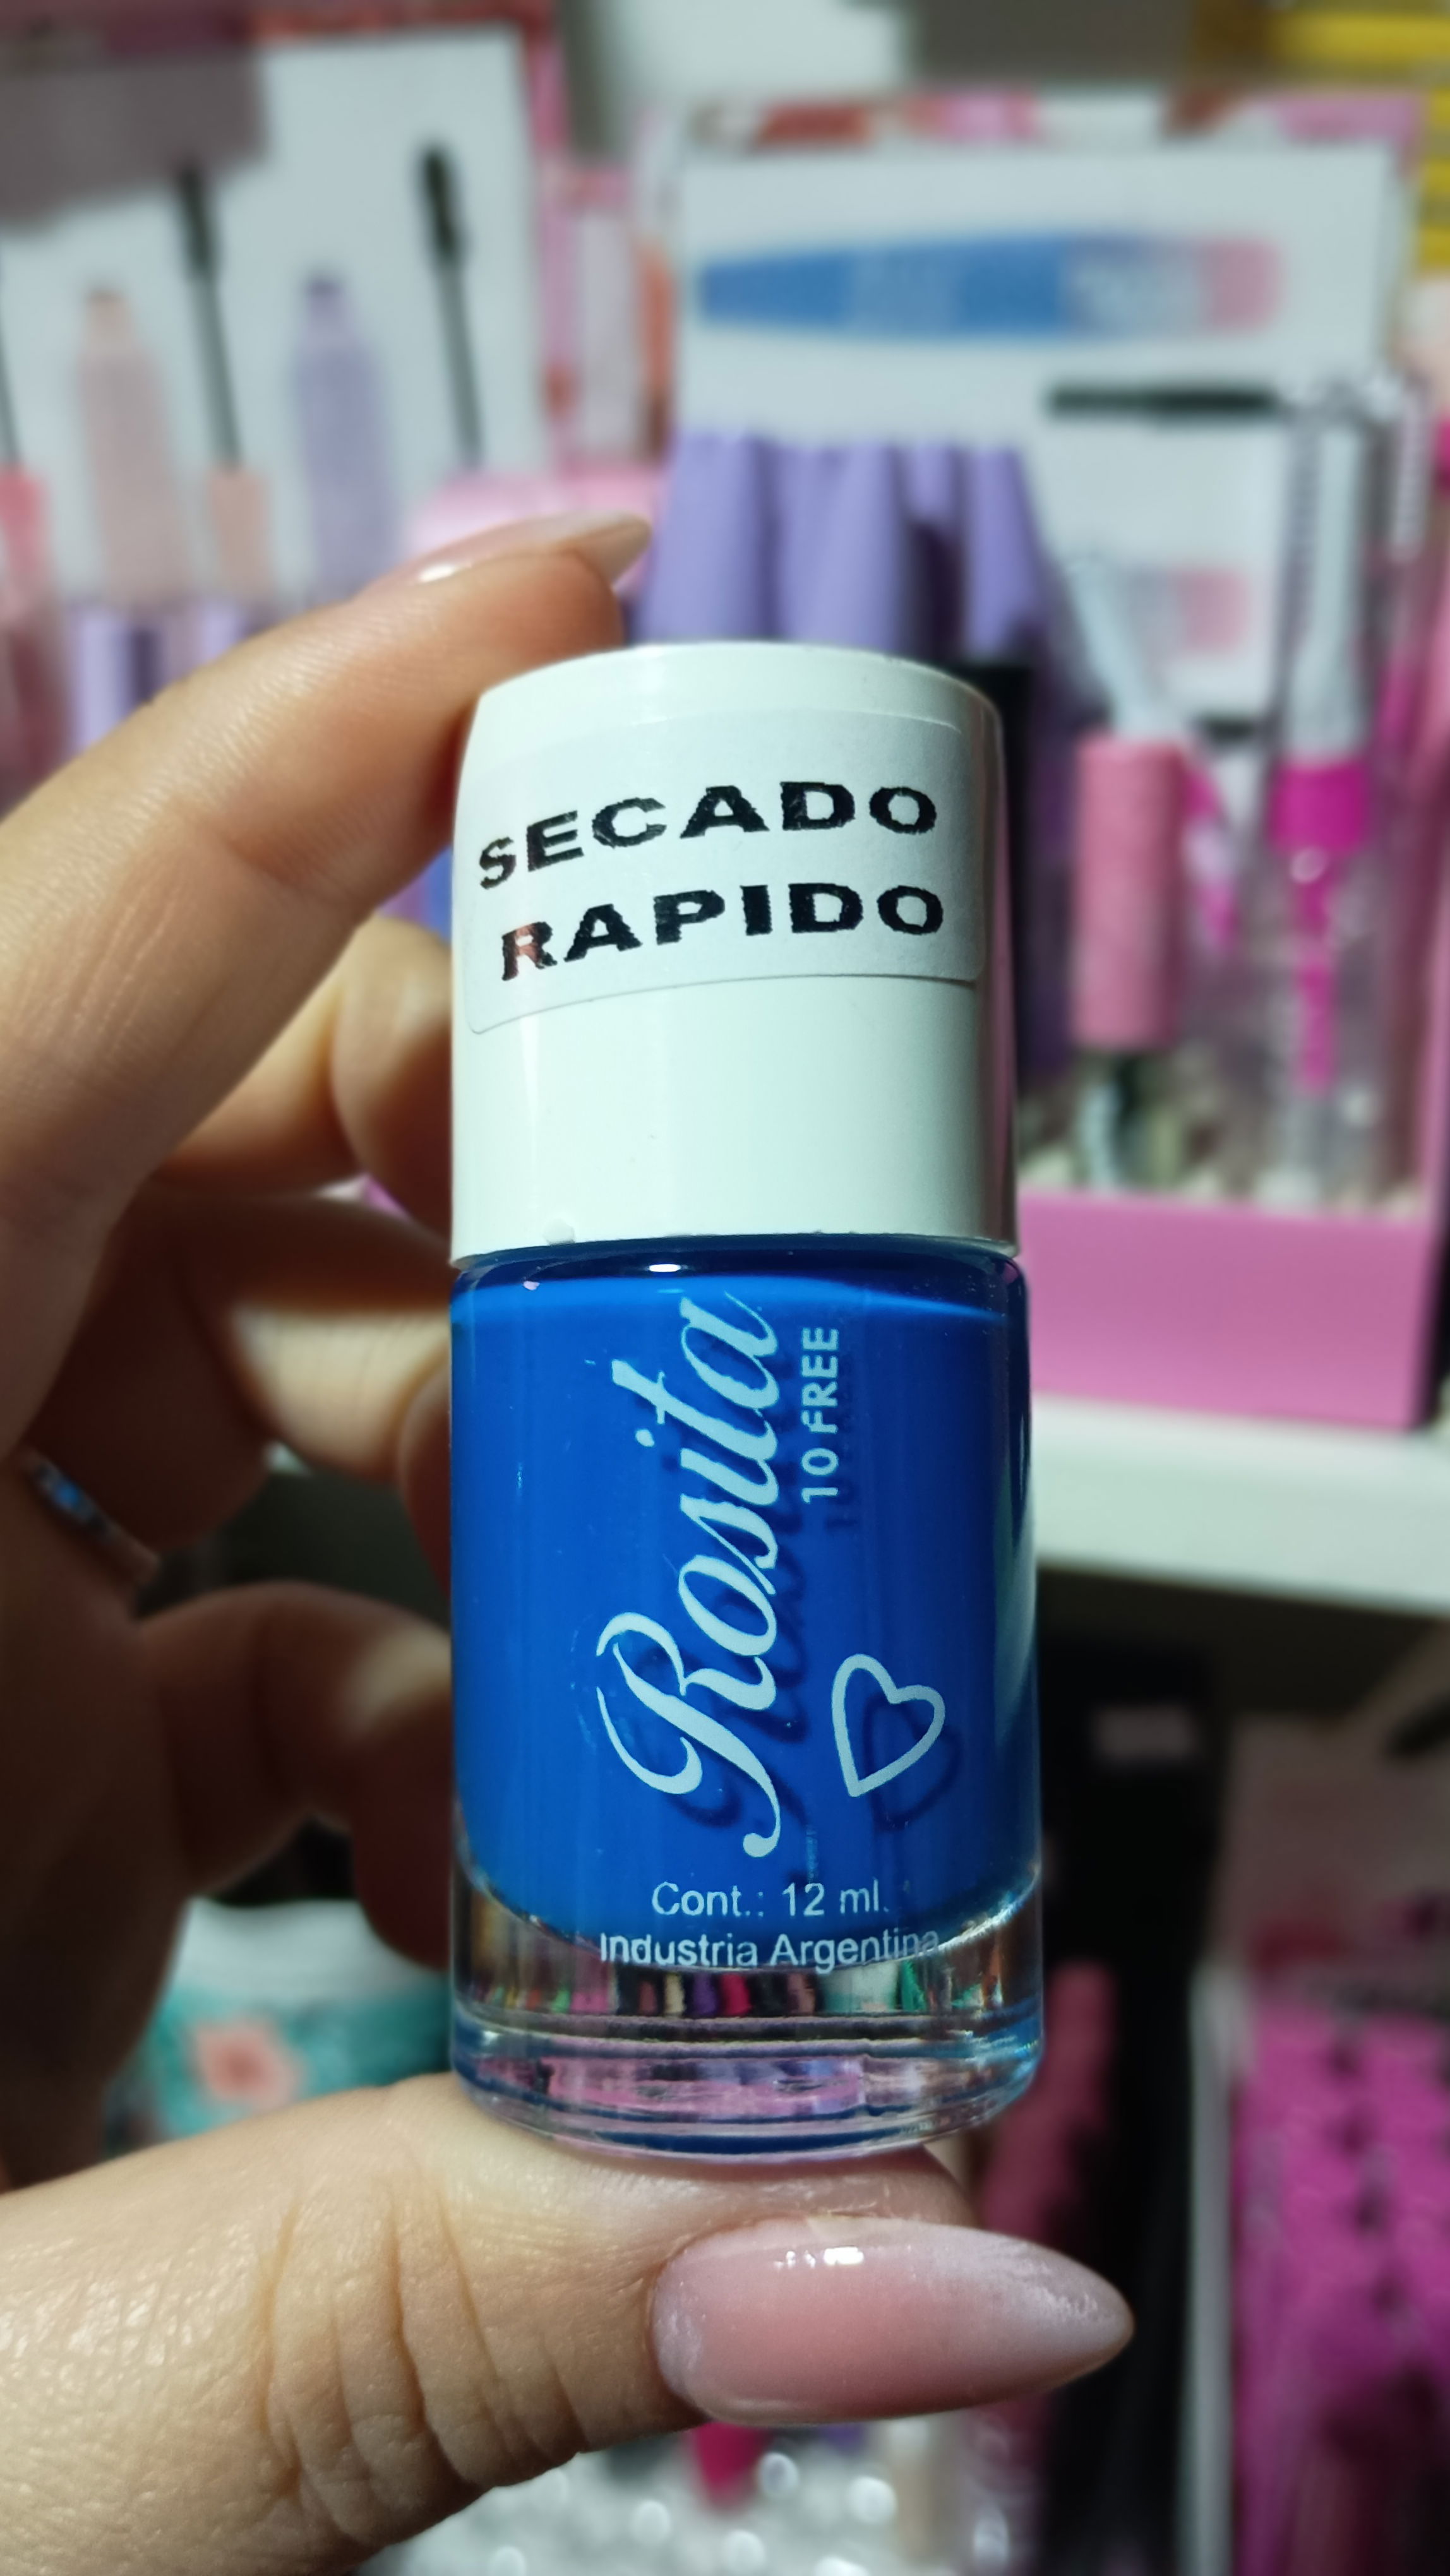 SECADO
RAPIDO
Rosita
10 FREE
Cont.: 12 ml.
Industria Argentina